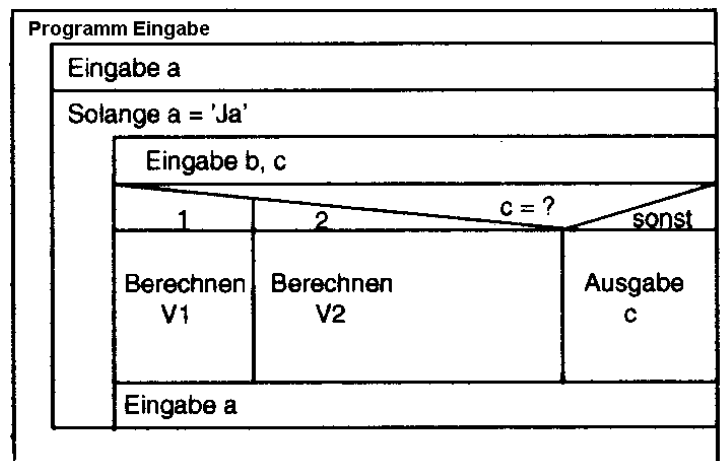 Programm Eingabe
Eingabe a
Solange a = 'Ja'
Eingabe b, c
c = ?
1 2 sonst
Berechnen Berechnen Ausgabe
V1 V2 c
Eingabe a